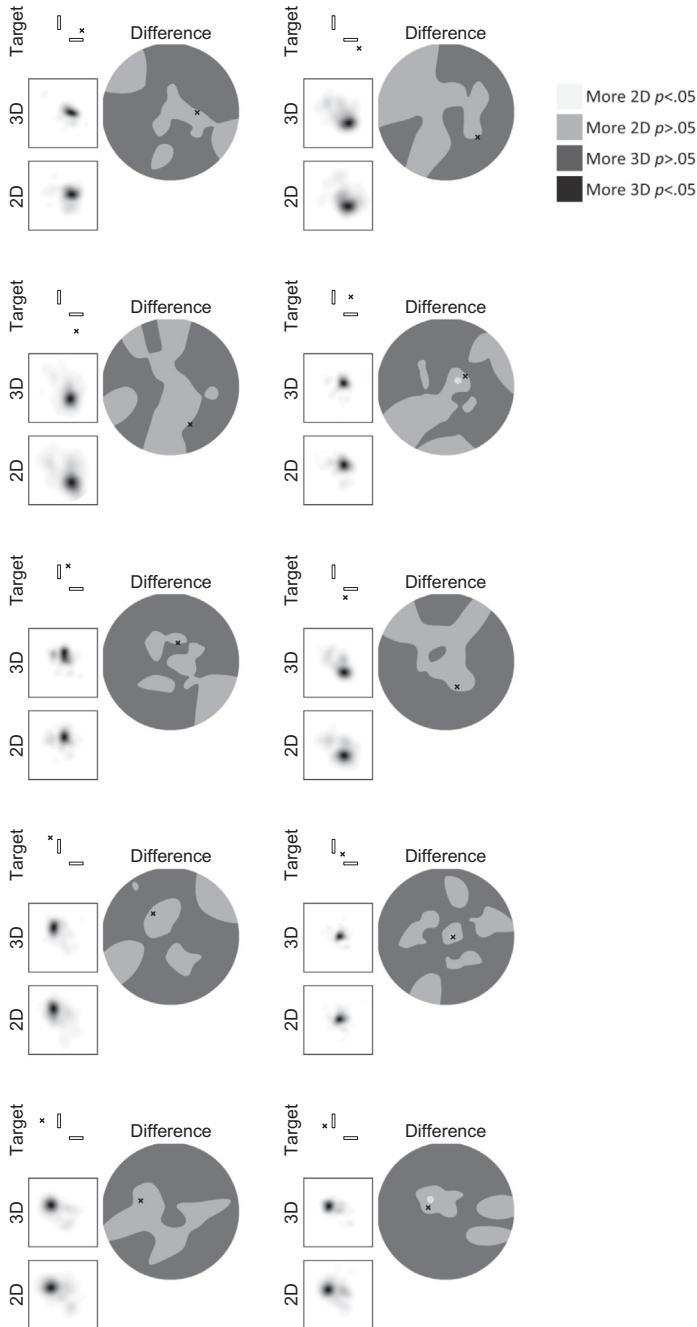 Target
3D
2D
Difference
Target
3D
2D
Difference
More 2D p<.05
More 2D p>.05
More 3D p>.05
More 3D p<.05
Target
3D
2D
Difference
Target
3D
2D
Difference
Target
3D
2D
Difference
Target
3D
2D
Difference
Target
3D
2D
Difference
Target
3D
2D
Difference
Target
3D
2D
Difference
Target
3D
2D
Difference